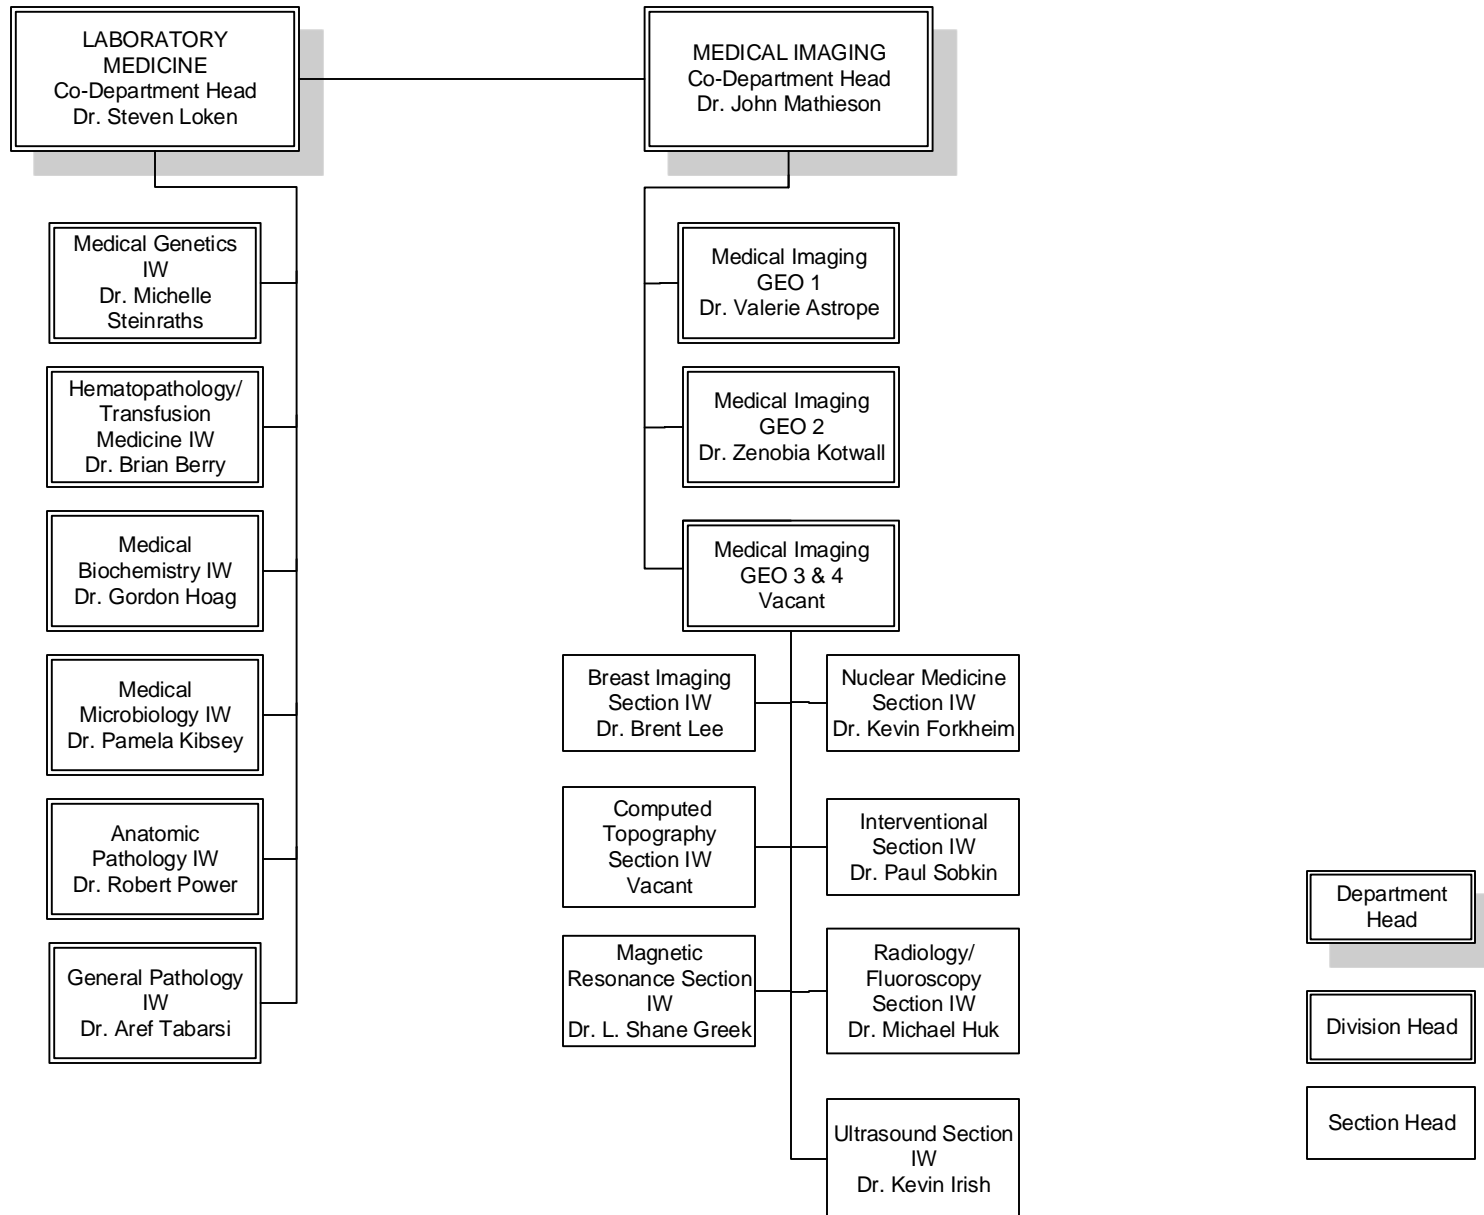 LABORATORY
MEDICINE
Co-Department Head
Dr. Steven Loken
MEDICAL IMAGING
Co-Department Head
Dr. John Mathieson
Medical Genetics
IW
Dr. Michelle
Steinraths
Hematopathology/
Transfusion
Medicine IW
Dr. Brian Berry
Medical
Biochemistry IW
Dr. Gordon Hoag
Medical
Microbiology IW
Dr. Pamela Kibsey
Anatomic
Pathology IW
Dr. Robert Power
General Pathology
IW
Dr. Aref Tabarsi
Medical Imaging
GEO 1
Dr. Valerie Astrope
Medical Imaging
GEO 2
Dr. Zenobia Kotwall
Medical Imaging
GEO 3 & 4
Vacant
Breast Imaging
Section IW
Dr. Brent Lee
Nuclear Medicine
Section IW
Dr. Kevin Forkheim
Computed
Topography
Section IW
Vacant
Interventional
Section IW
Dr. Paul Sobkin
Magnetic
Resonance Section
IW
Dr. L. Shane Greek
Radiology/
Fluoroscopy
Section IW
Dr. Michael Huk
Ultrasound Section
IW
Dr. Kevin Irish
Department
Head
Division Head
Section Head